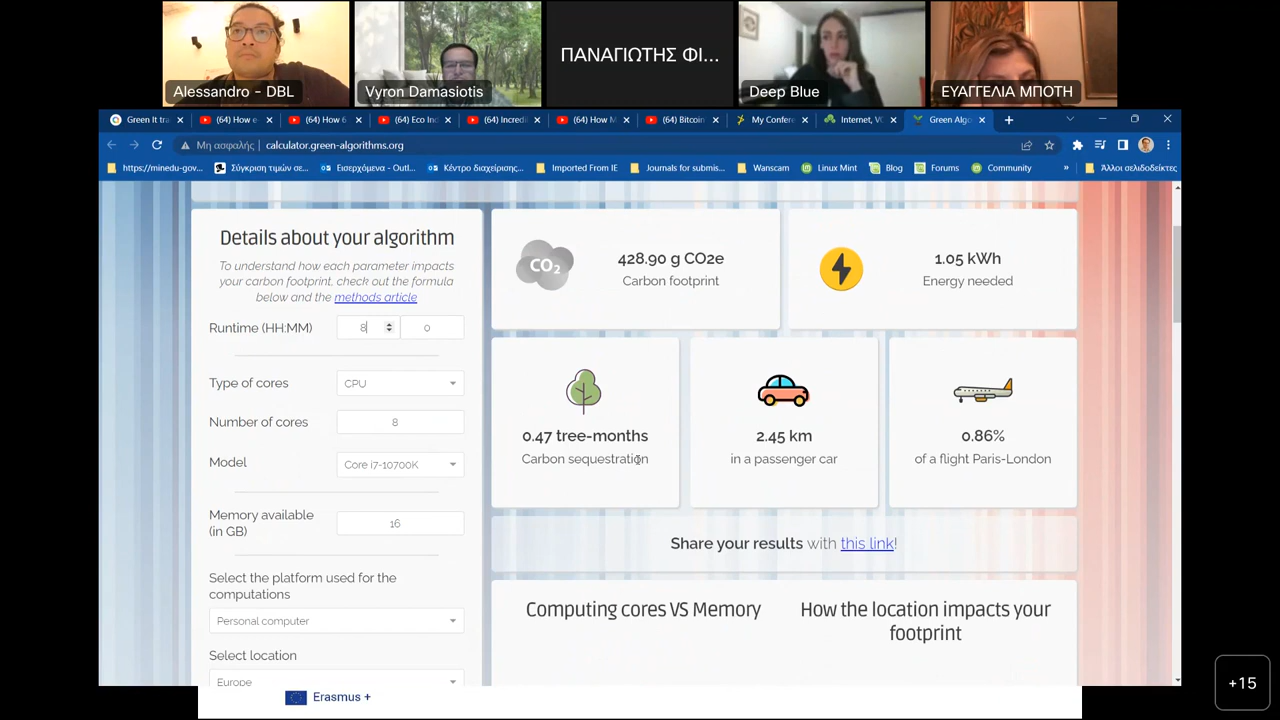 Alessandro - DBL
Vyron Damasiotis
ΠΑΝΑΓΙΩΤΗΣ ΦΙ...
Deep Blue
ΕΥΑΓΓΕΛΙΑ ΜΠΟΤΗ
Green It tra
(64) How e
(64) How 6
(64) Eco Ind
(64) Incredi
(64) How M
(64) Bitcoin
My Confere
Internet, VC
Green Algo
Μη ασφαλής
calculator.green-algorithms.org
https://minedu-gov...
Σύγκριση τιμών σε...
Εισερχόμενα - Outl...
Κέντρο διαχείρισης...
Imported From IE
Journals for submis...
Wanscam
Linux Mint
Blog
Forums
Community
»
Άλλοι σελιδοδείκτες
Details about your algorithm
To understand how each parameter impacts
your carbon footprint, check out the formula
below and the methods article
Runtime (HH:MM)
8
0
Type of cores
CPU
Number of cores
8
Model
Core i7-10700K
Memory available
(in GB)
16
Select the platform used for the
computations
Personal computer
Select location
Europe
CO2
428.90 g CO2e
Carbon footprint
1.05 kWh
Energy needed
0.47 tree-months
Carbon sequestration
2.45 km
in a passenger car
0.86%
of a flight Paris-London
Share your results with this link!
Computing cores VS Memory
How the location impacts your
footprint
Erasmus +
+15